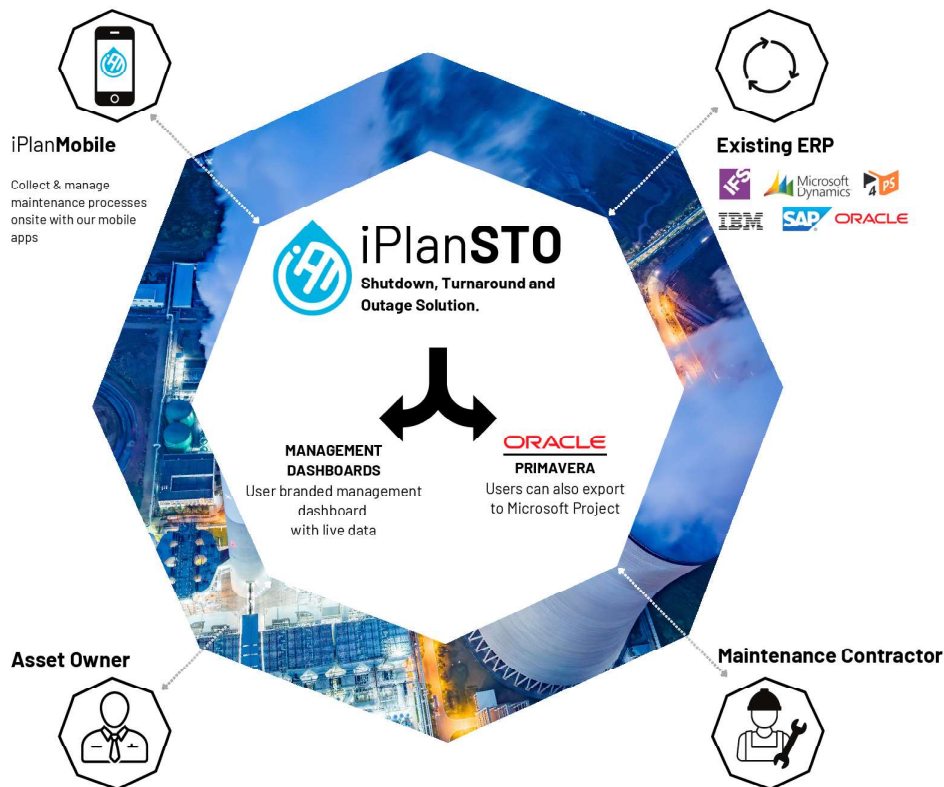 iPlanMobile
Collect & manage
maintenance processes
onsite with our mobile
apps
Existing ERP
IFS
Microsoft
Dynamics
4PS
IBM
SAP
ORACLE
iPlanSTO
Shutdown, Turnaround and
Outage Solution.
MANAGEMENT
DASHBOARDS
User branded management
dashboard
with live data
ORACLE
PRIMAVERA
Users can also export
to Microsoft Project
Asset Owner
Maintenance Contractor